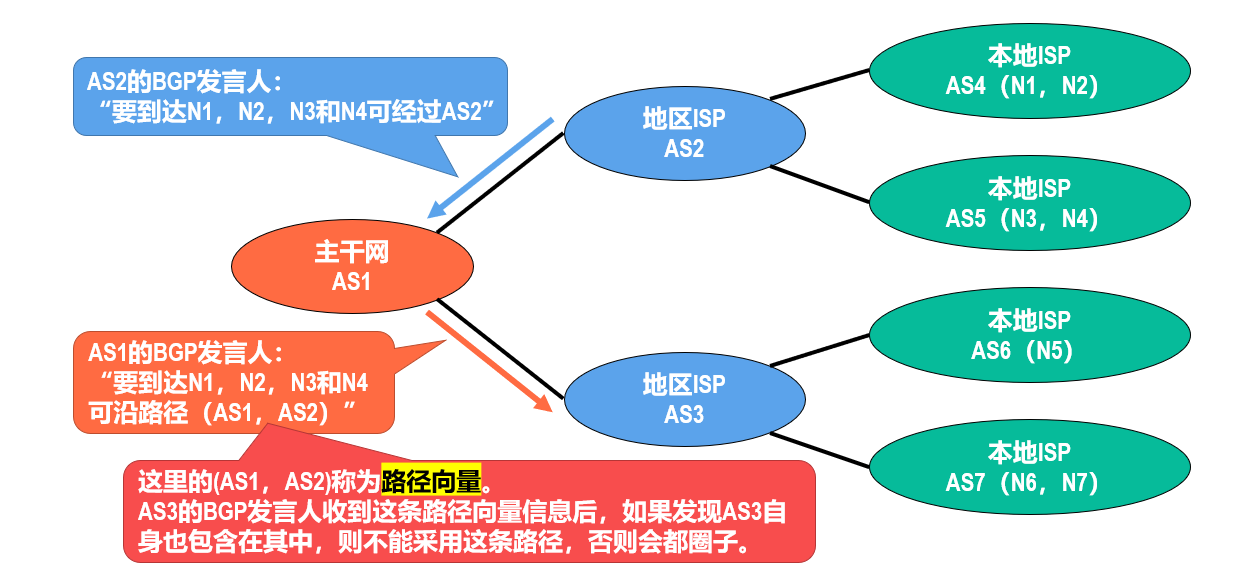 AS2的BGP发言人：
“要到达N1，N2，N3和N4可经过AS2”
地区ISP
AS2
本地ISP
AS4（N1，N2）
本地ISP
AS5（N3，N4）
主干网
AS1
AS1的BGP发言人：
“要到达N1，N2，N3和N4
可沿路径（AS1，AS2）”
地区ISP
AS3
本地ISP
AS6（N5）
本地ISP
AS7（N6，N7）
这里的(AS1，AS2)称为路径向量。
AS3的BGP发言人收到这条路径向量信息后，如果发现AS3自
身也包含在其中，则不能采用这条路径，否则会都圈子。